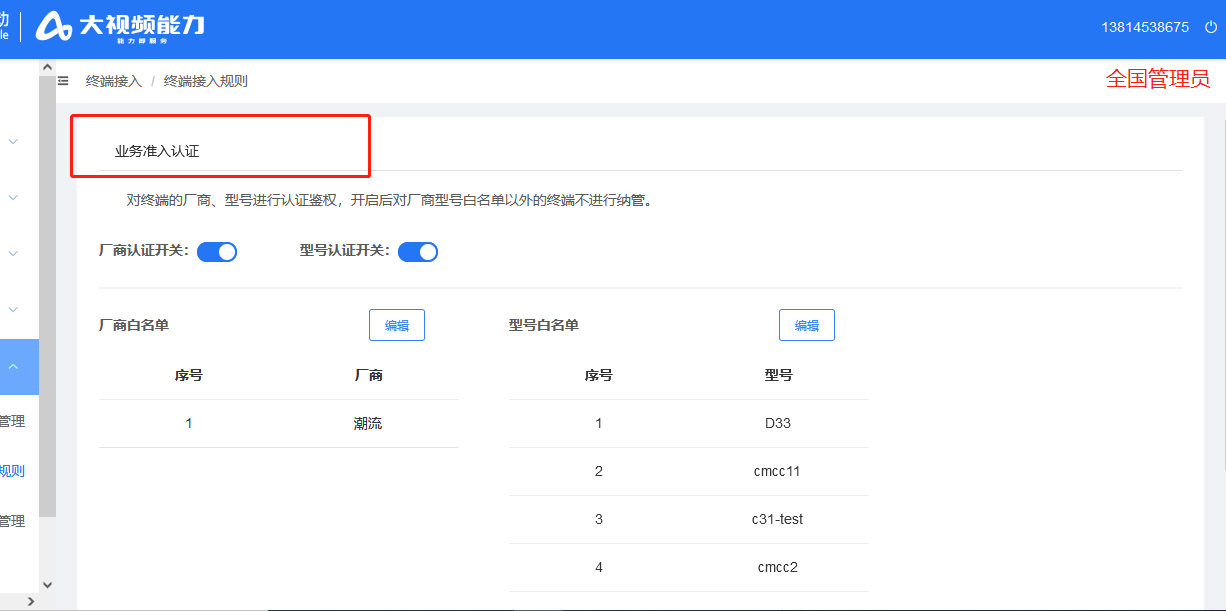 动
le
大视频能力
能力即服务
13814538675
终端接入 / 终端接入规则
全国管理员
业务准入认证
对终端的厂商、型号进行认证鉴权，开启后对厂商型号白名单以外的终端不进行纳管。
厂商认证开关：
型号认证开关：
厂商白名单
编辑
型号白名单
编辑
序号 厂商
1 潮流
序号 型号
1 D33
2 cmcc11
3 c31-test
4 cmcc2
管理
规则
管理